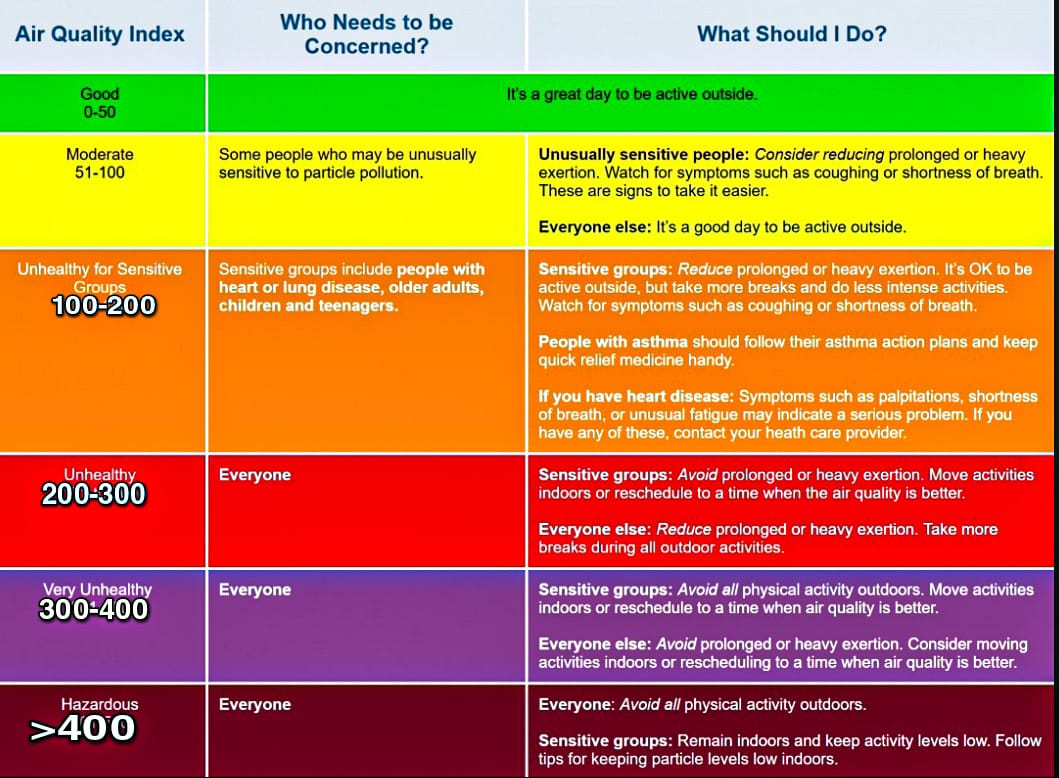 Air Quality Index
Who Needs to be
Concerned?
What Should I Do?
Good
0-50
It's a great day to be active outside.
Moderate
51-100
Some people who may be unusually
sensitive to particle pollution.
Unusually sensitive people: Consider reducing prolonged or heavy
exertion. Watch for symptoms such as coughing or shortness of breath.
These are signs to take it easier.
Everyone else: It's a good day to be active outside.
Unhealthy for Sensitive
Groups
100-200
Sensitive groups include people with
heart or lung disease, older adults,
children and teenagers.
Sensitive groups: Reduce prolonged or heavy exertion. It's OK to be
active outside, but take more breaks and do less intense activities.
Watch for symptoms such as coughing or shortness of breath.
People with asthma should follow their asthma action plans and keep
quick relief medicine handy.
If you have heart disease: Symptoms such as palpitations, shortness
of breath, or unusual fatigue may indicate a serious problem. If you
have any of these, contact your heath care provider.
Unhealthy
200-300
Everyone
Sensitive groups: Avoid prolonged or heavy exertion. Move activities
indoors or reschedule to a time when the air quality is better.
Everyone else: Reduce prolonged or heavy exertion. Take more
breaks during all outdoor activities.
Very Unhealthy
300-400
Everyone
Sensitive groups: Avoid all physical activity outdoors. Move activities
indoors or reschedule to a time when air quality is better.
Everyone else: Avoid prolonged or heavy exertion. Consider moving
activities indoors or rescheduling to a time when air quality is better.
Hazardous
>400
Everyone
Everyone: Avoid all physical activity outdoors.
Sensitive groups: Remain indoors and keep activity levels low. Follow
tips for keeping particle levels low indoors.